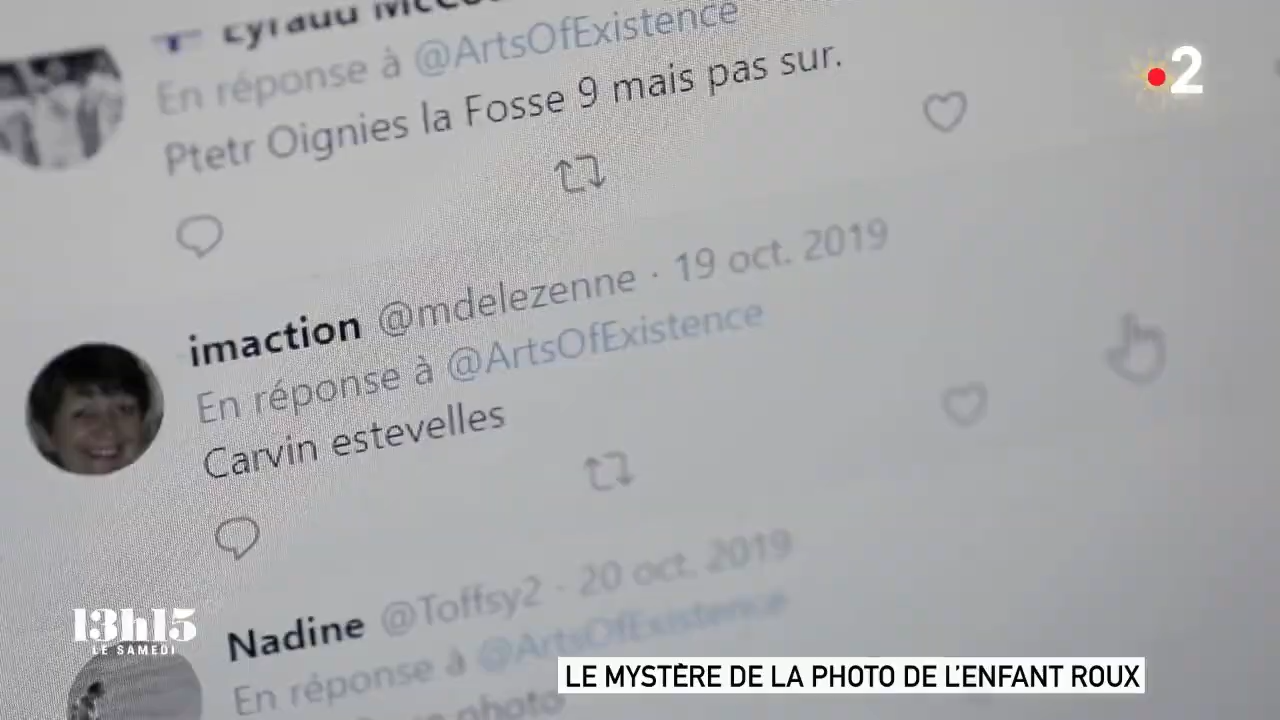 En réponse à @ArtsOfExistence
Ptetr Oignies la Fosse 9 mais pas sur.
2
imaction @mdelezenne · 19 oct. 2019
En réponse à @ArtsOfExistence
Carvin estevelles
Nadine @Toffsy2 · 20 oct. 2019
En réponse à @ArtsOfExistence
photo
13h15
LE SAMEDI
LE MYSTÈRE DE LA PHOTO DE L'ENFANT ROUX